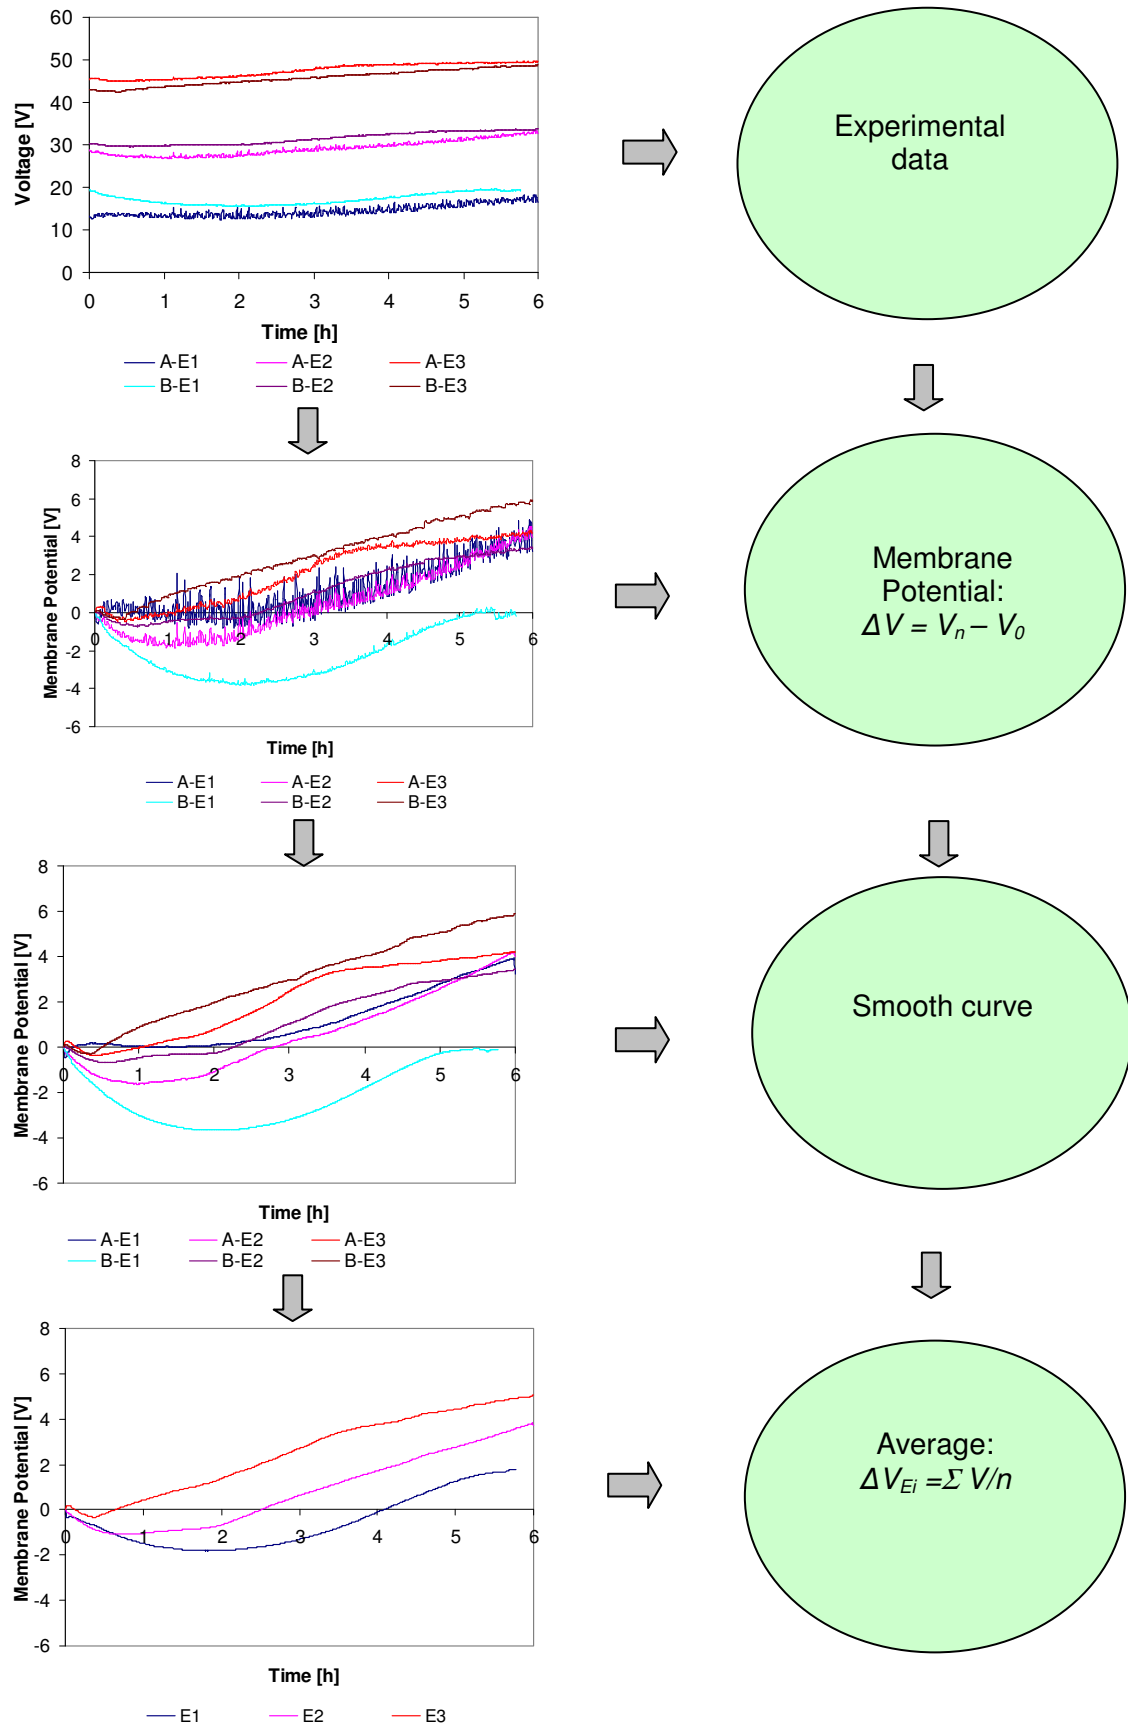 60
50
40
30
20
10
0
Voltage [V]
0 1 2 3 4 5 6
Time [h]
A-E1 A-E2 A-E3
B-E1 B-E2 B-E3
Experimental
data
8
6
4
2
0
-2
-4
-6
Membrane Potential [V]
0 1 2 3 4 5 6
Time [h]
A-E1 A-E2 A-E3
B-E1 B-E2 B-E3
Membrane
Potential:
ΔV = Vn – V0
8
6
4
2
0
-2
-4
-6
Membrane Potential [V]
0 1 2 3 4 5 6
Time [h]
A-E1 A-E2 A-E3
B-E1 B-E2 B-E3
Smooth curve
8
6
4
2
0
-2
-4
-6
Membrane Potential [V]
0 1 2 3 4 5 6
Time [h]
E1 E2 E3
Average:
ΔVEi =Σ V/n